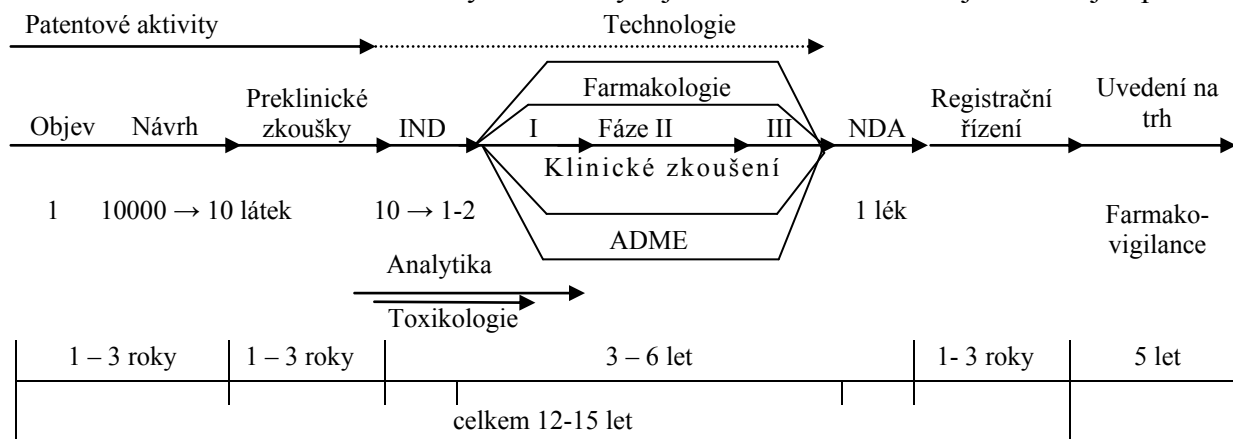 Patentové aktivity
Technologie
Farmakologie
Preklinické
zkoušky
Registrační
řízení
Uvedení na
trh
Objev
Návrh
IND
I
Fáze II
III
NDA
Klinické zkoušení
1
10000 → 10 látek
10 → 1-2
1 lék
Farmako-
vigilance
ADME
Analytika
Toxikologie
1 – 3 roky
1 – 3 roky
3 – 6 let
1- 3 roky
5 let
celkem 12-15 let